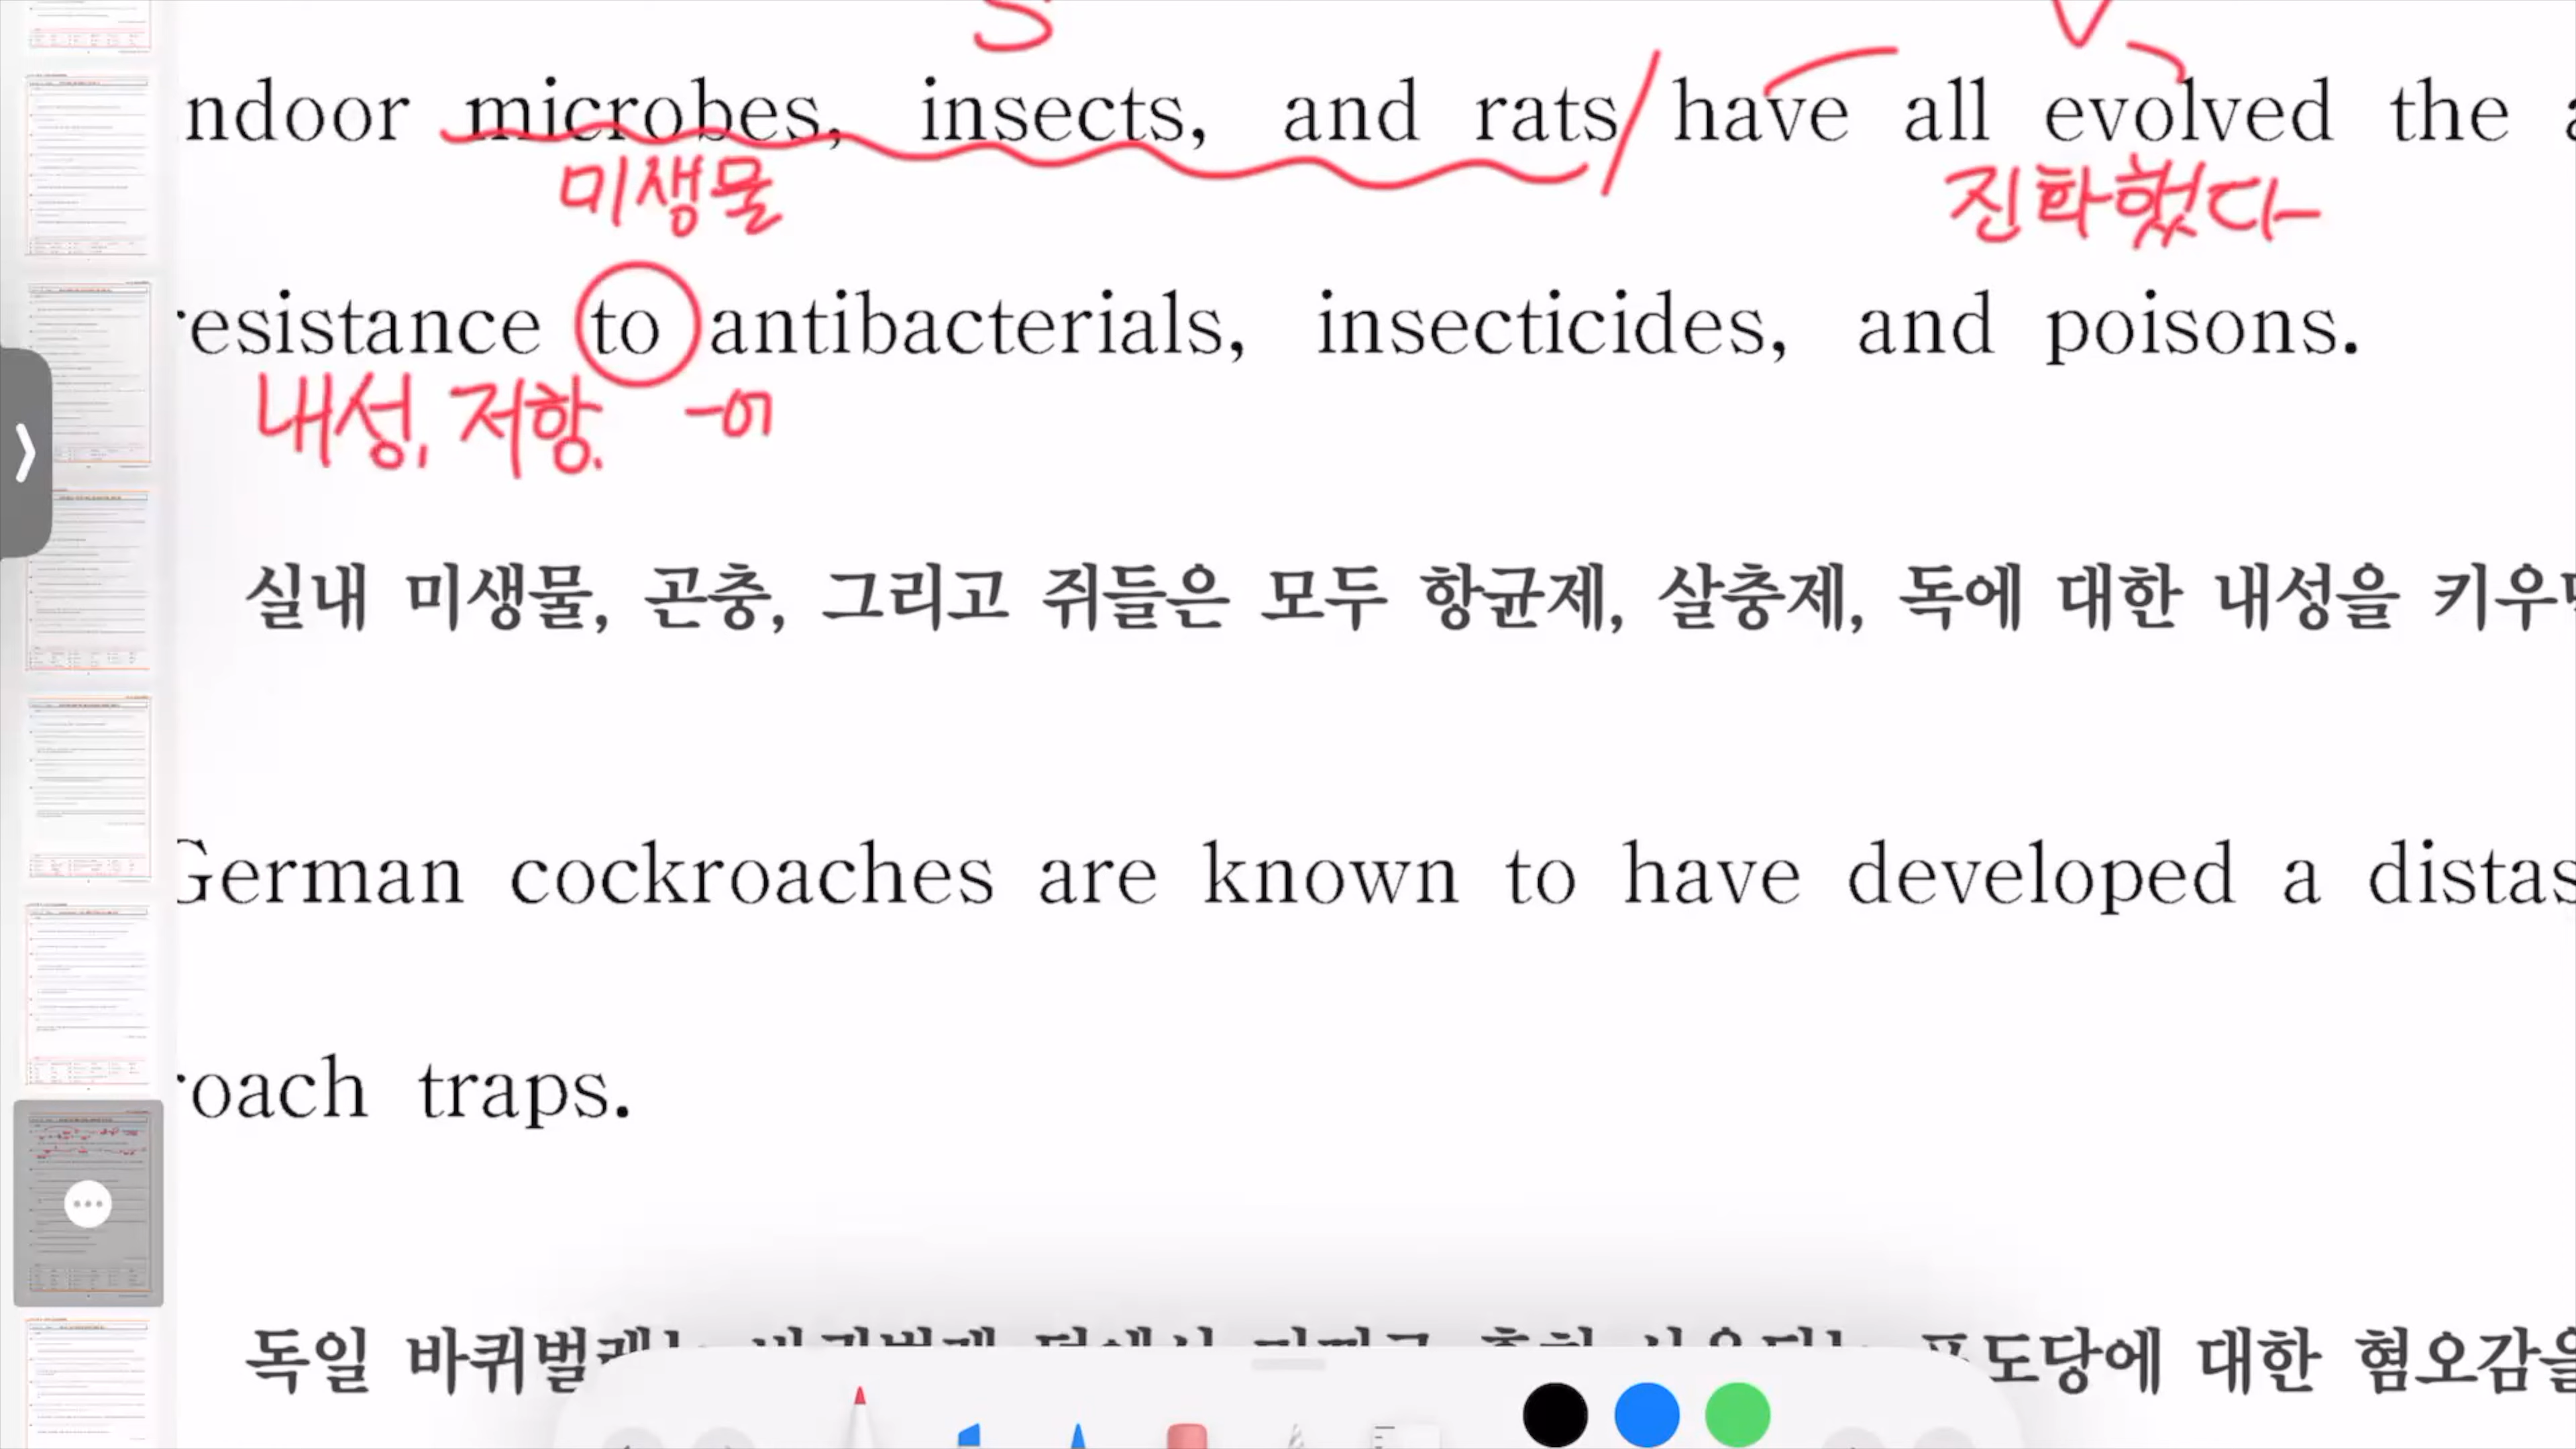 S V
ndoor microbes, insects, and rats / have all evolved the
미생물 진화했다
esistance to antibacterials, insecticides, and poisons.
내성, 저항. -에
실내 미생물, 곤충, 그리고 쥐들은 모두 항균제, 살충제, 독에 대한 내성을 키우
German cockroaches are known to have developed a distas
roach traps.
독일 바퀴벌레 포도당에 대한 혐오감을